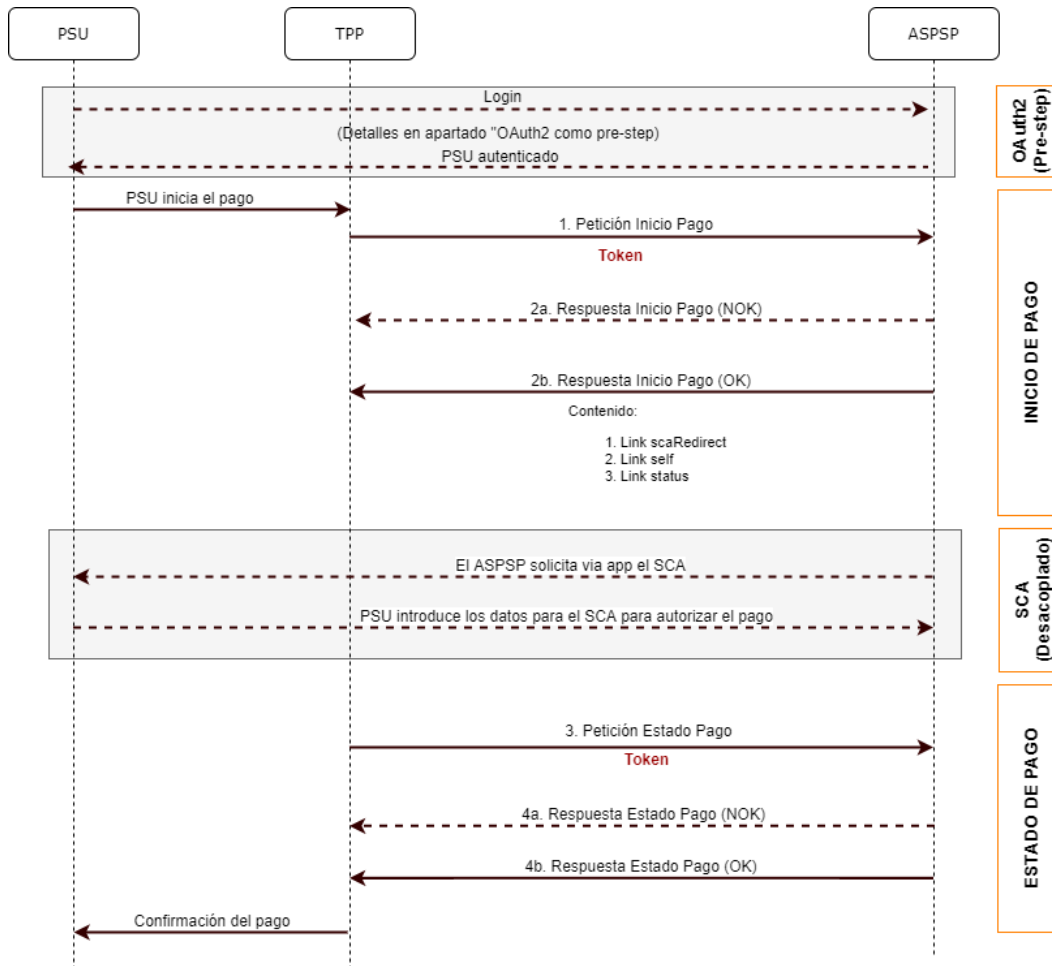 PSU
TPP
ASPSP
Login
(Detalles en apartado "OAuth2 como pre-step)
PSU autenticado
OAuth2
(Pre-step)
PSU inicia el pago
1. Petición Inicio Pago
Token
2a. Respuesta Inicio Pago (NOK)
2b. Respuesta Inicio Pago (OK)
Contenido:
1. Link scaRedirect
2. Link self
3. Link status
INICIO DE PAGO
El ASPSP solicita via app el SCA
PSU introduce los datos para el SCA para autorizar el pago
SCA
(Desacoplado)
3. Petición Estado Pago
Token
4a. Respuesta Estado Pago (NOK)
4b. Respuesta Estado Pago (OK)
Confirmación del pago
ESTADO DE PAGO